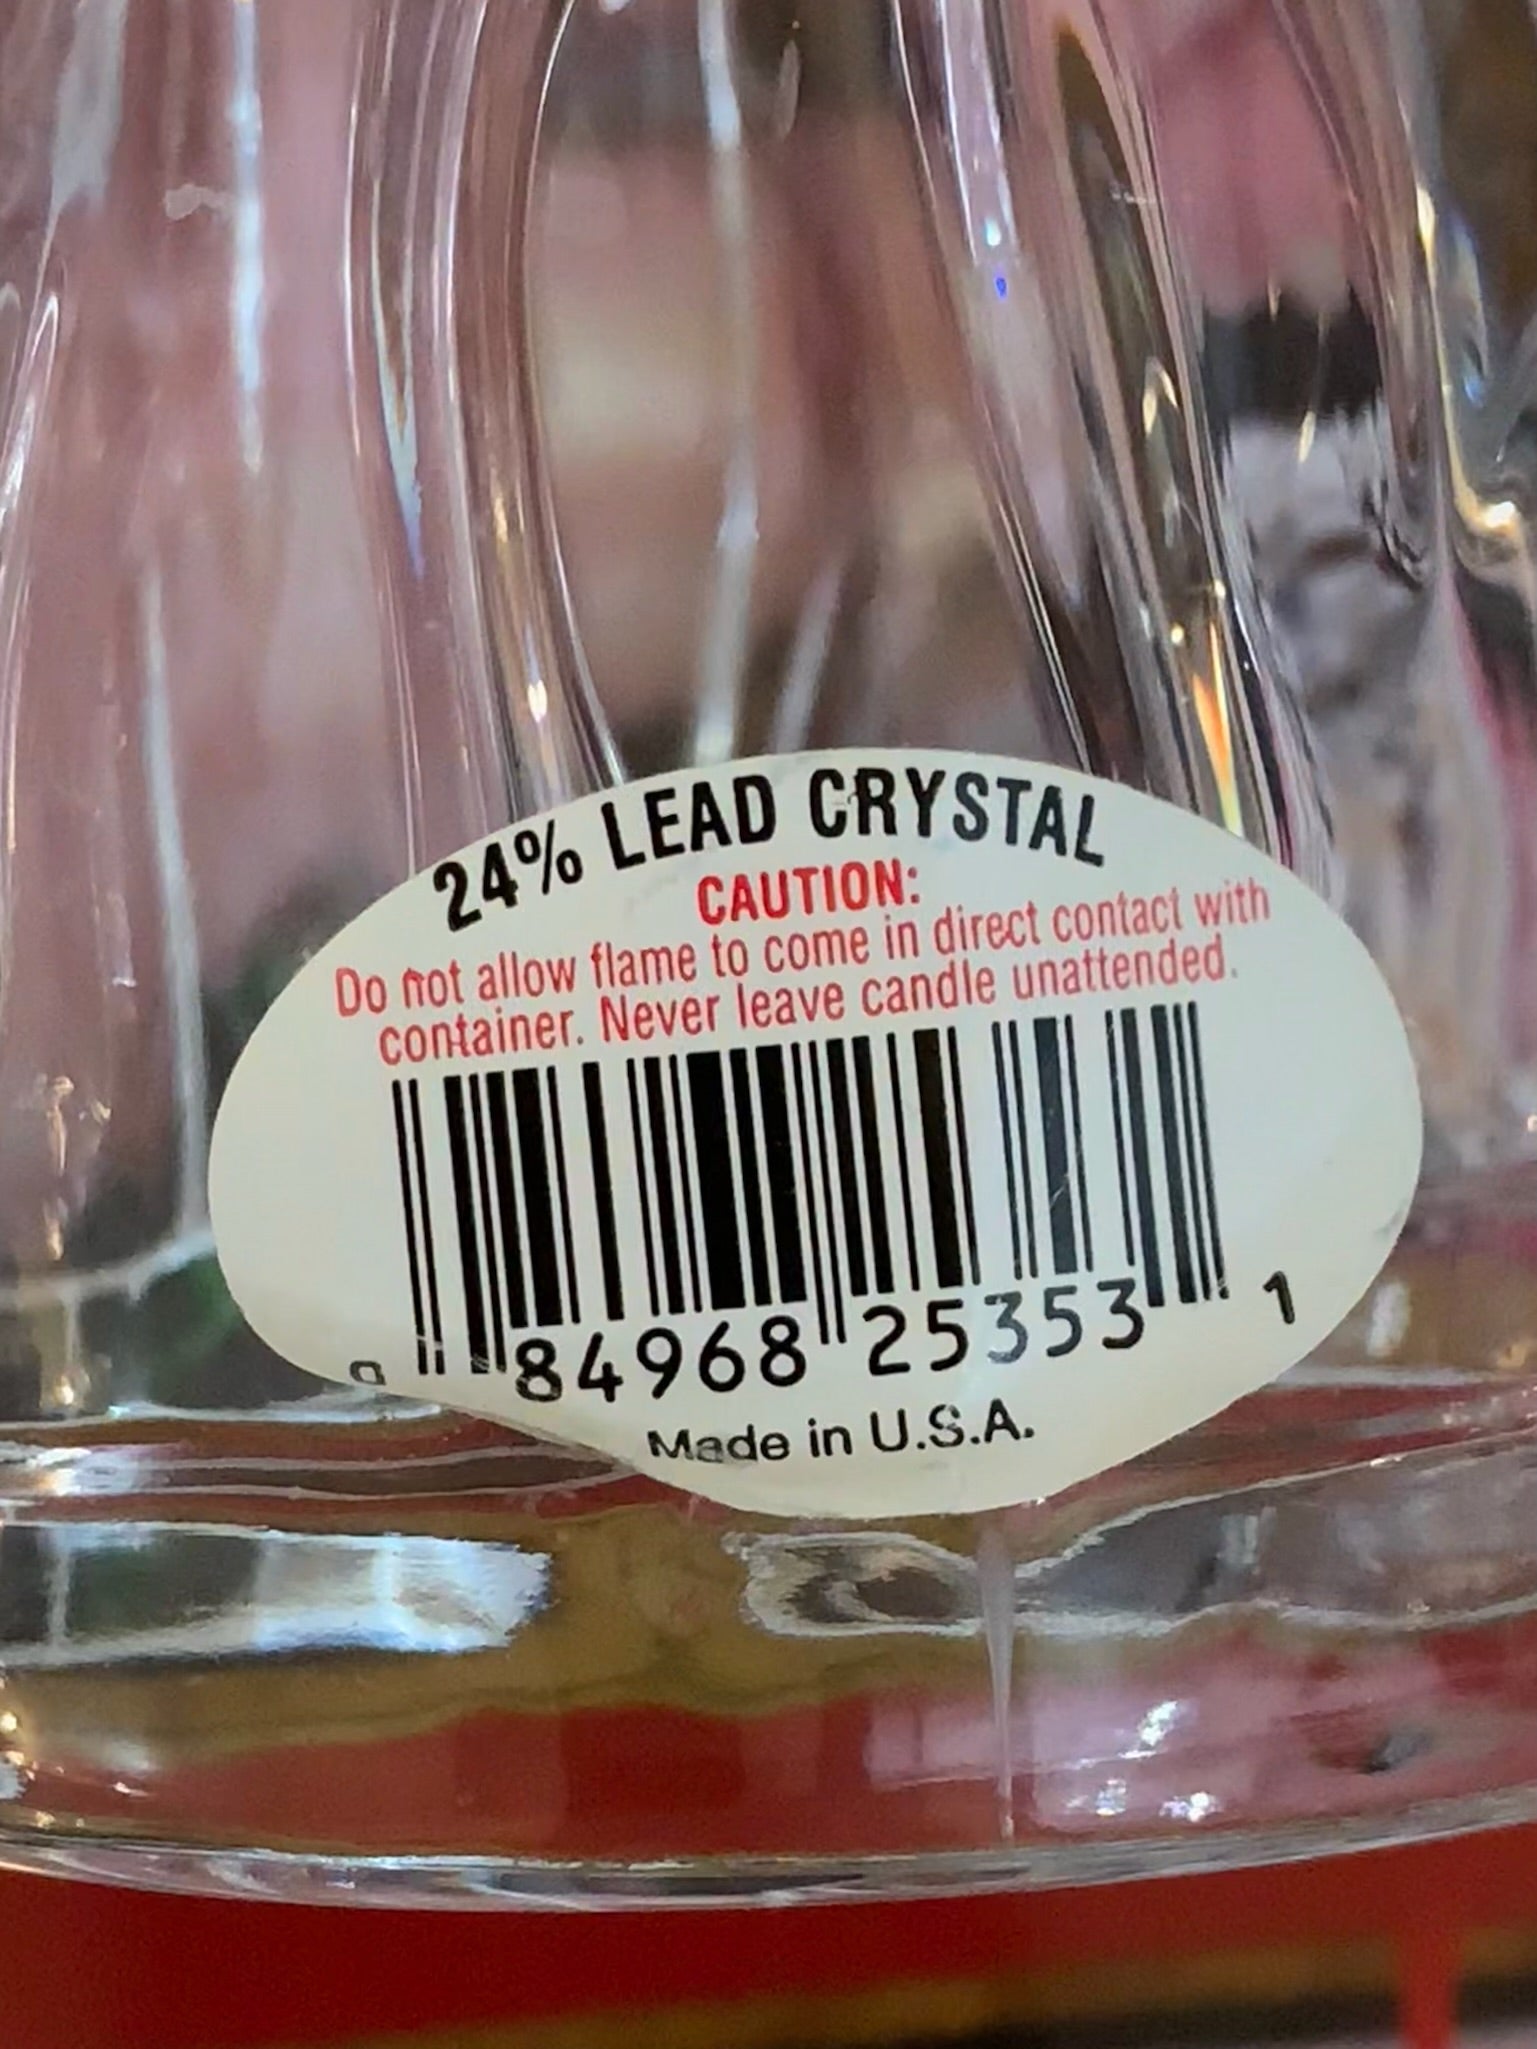 24% LEAD CRYSTAL
CAUTION:
Do not allow flame to come in direct contact with
container. Never leave candle unattended.
0 84968 25353 1
Made in U.S.A.